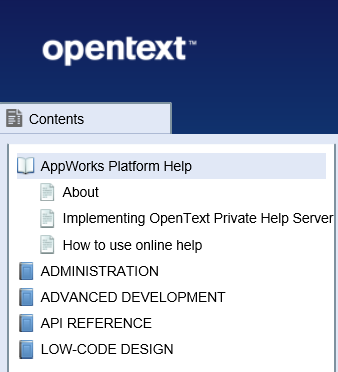 opentext™
Contents
AppWorks Platform Help
About
Implementing OpenText Private Help Server
How to use online help
ADMINISTRATION
ADVANCED DEVELOPMENT
API REFERENCE
LOW-CODE DESIGN